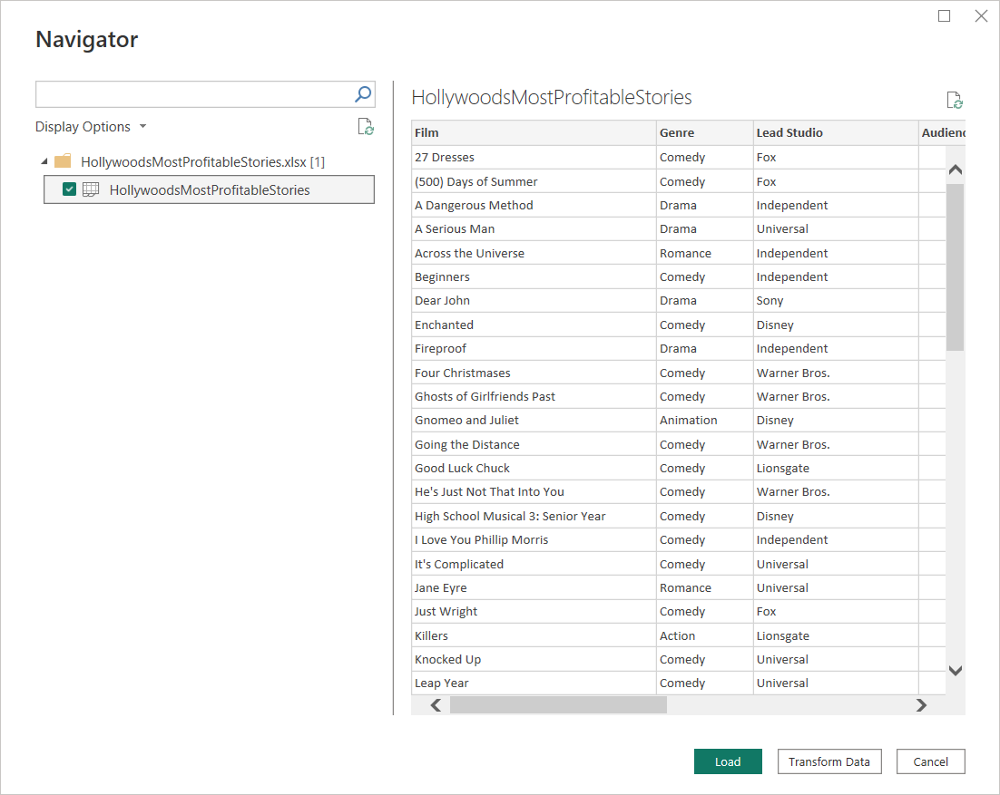 Navigator
Display Options
HollywoodsMostProfitableStories.xlsx [1]
HollywoodsMostProfitableStories
HollywoodsMostProfitableStories
Film Genre Lead Studio Audienc
27 Dresses Comedy Fox
(500) Days of Summer Comedy Fox
A Dangerous Method Drama Independent
A Serious Man Drama Universal
Across the Universe Romance Independent
Beginners Comedy Independent
Dear John Drama Sony
Enchanted Comedy Disney
Fireproof Drama Independent
Four Christmases Comedy Warner Bros.
Ghosts of Girlfriends Past Comedy Warner Bros.
Gnomeo and Juliet Animation Disney
Going the Distance Comedy Warner Bros.
Good Luck Chuck Comedy Lionsgate
He's Just Not That Into You Comedy Warner Bros.
High School Musical 3: Senior Year Comedy Disney
I Love You Phillip Morris Comedy Independent
It's Complicated Comedy Universal
Jane Eyre Romance Universal
Just Wright Comedy Fox
Killers Action Lionsgate
Knocked Up Comedy Universal
Leap Year Comedy Universal
Load Transform Data Cancel